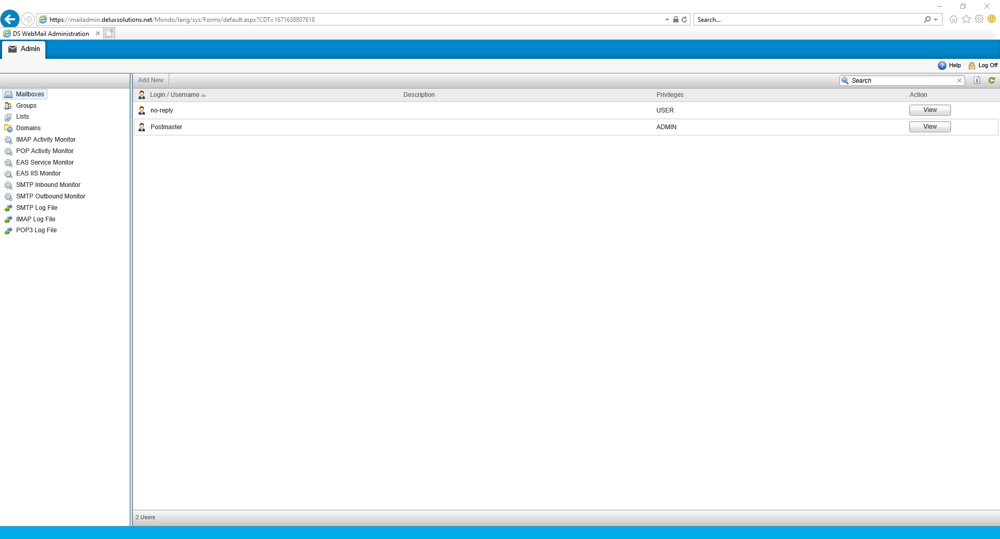 https://mailadmin.deluxsolutions.net/Mondo/lang/sys/Forms/default.aspx?CDT=1671638807618
Search...
DS WebMail Administration
Admin
Help
Log Off
Add New
Search
Mailboxes
Groups
Lists
Domains
IMAP Activity Monitor
POP Activity Monitor
EAS Service Monitor
EAS IIS Monitor
SMTP Inbound Monitor
SMTP Outbound Monitor
SMTP Log File
IMAP Log File
POP3 Log File
Login / Username Description Privileges Action
no-reply USER View
Postmaster ADMIN View
2 Users